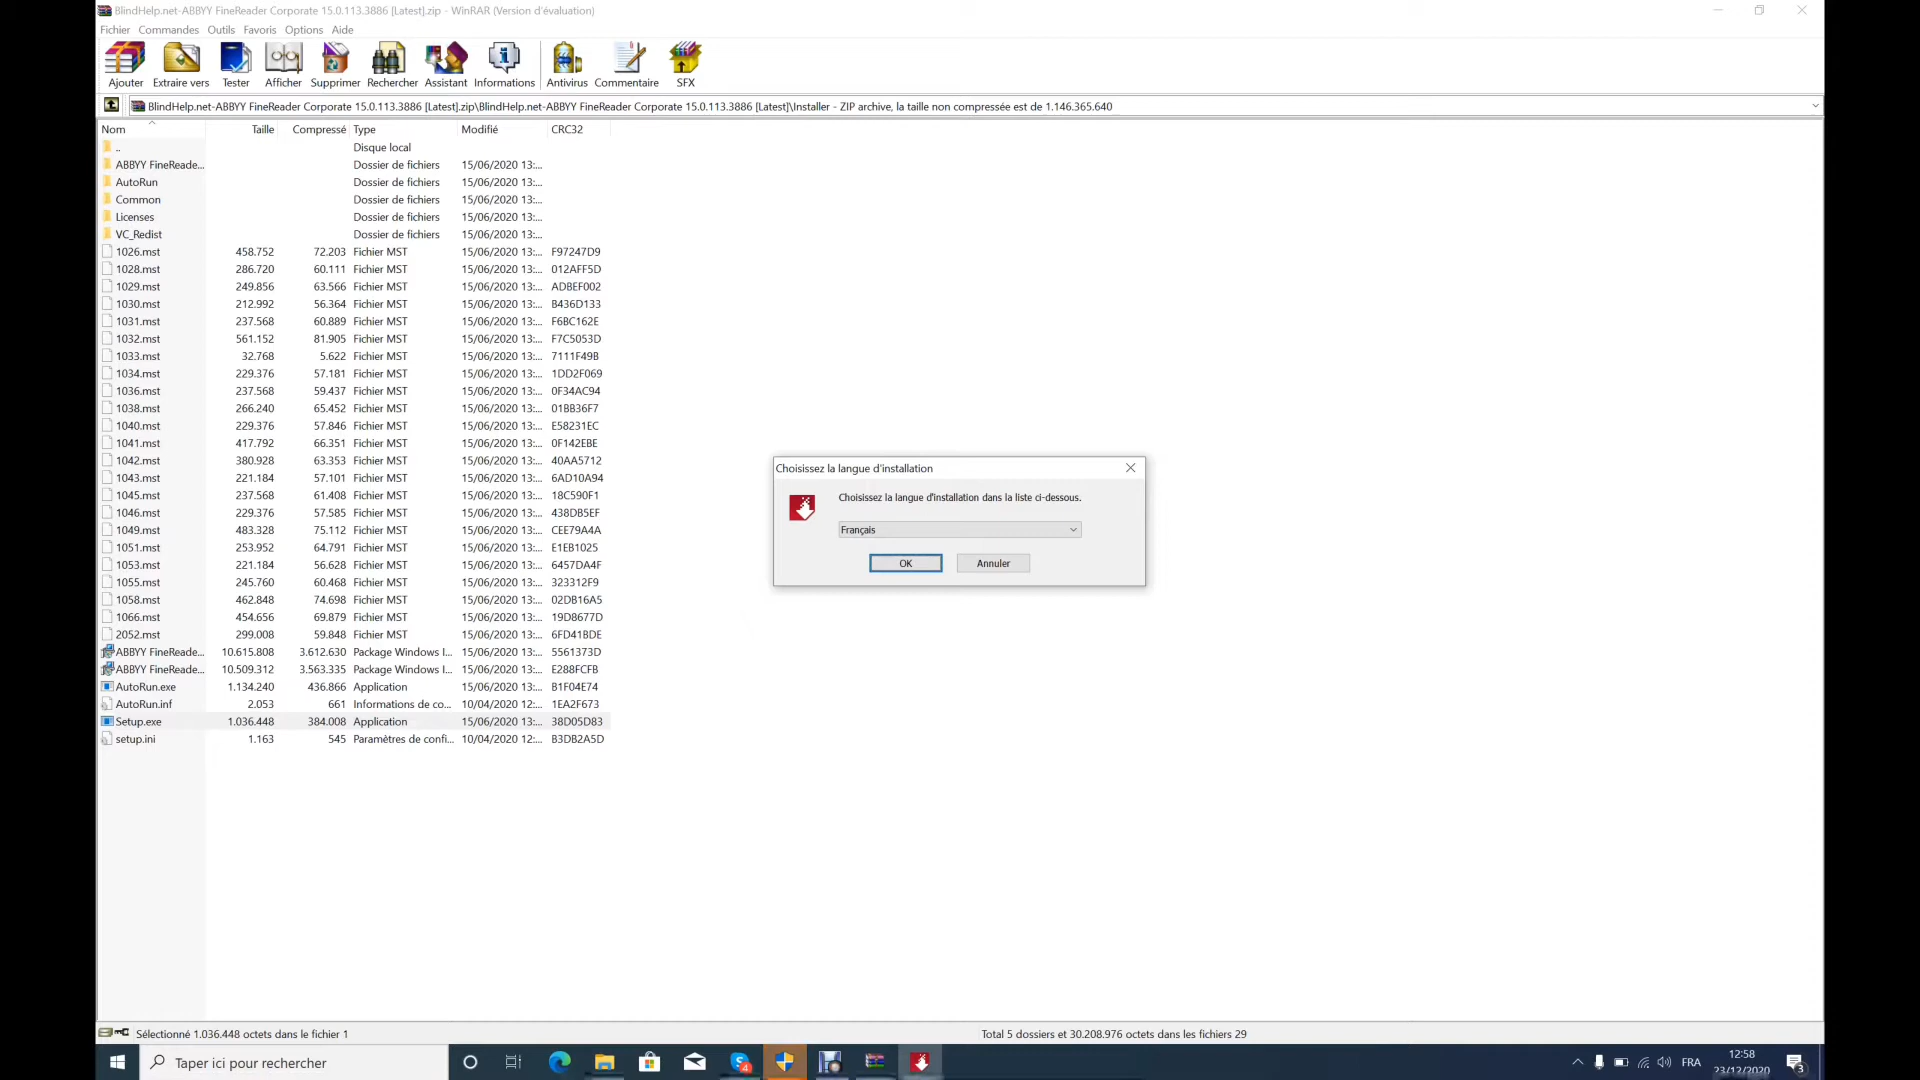 BlindHelp.net-ABBYY FineReader Corporate 15.0.113.3886 [Latest].zip - WinRAR (Version d'évaluation)
Fichier Commandes Outils Favoris Options Aide
Ajouter Extraire vers Tester Afficher Supprimer Rechercher Assistant Informations Antivirus Commentaire SFX
BlindHelp.net-ABBYY FineReader Corporate 15.0.113.3886 [Latest].zip\BlindHelp.net-ABBYY FineReader Corporate 15.0.113.3886 [Latest]\Installer - ZIP archive, la taille non compressée est de 1.146.365.640
Nom Taille Compressé Type Modifié CRC32
.. Disque local
ABBYY FineReade... Dossier de fichiers 15/06/2020 13:...
AutoRun Dossier de fichiers 15/06/2020 13:...
Common Dossier de fichiers 15/06/2020 13:...
Licenses Dossier de fichiers 15/06/2020 13:...
VC_Redist Dossier de fichiers 15/06/2020 13:...
1026.mst 458.752 72.203 Fichier MST 15/06/2020 13:... F97247D9
1028.mst 286.720 60.111 Fichier MST 15/06/2020 13:... 012AFF5D
1029.mst 249.856 63.566 Fichier MST 15/06/2020 13:... ADBEF002
1030.mst 212.992 56.364 Fichier MST 15/06/2020 13:... B436D133
1031.mst 237.568 60.889 Fichier MST 15/06/2020 13:... F6BC162E
1032.mst 561.152 81.905 Fichier MST 15/06/2020 13:... F7C5053D
1033.mst 32.768 5.622 Fichier MST 15/06/2020 13:... 7111F49B
1034.mst 229.376 57.181 Fichier MST 15/06/2020 13:... 1DD2F069
1036.mst 237.568 59.437 Fichier MST 15/06/2020 13:... 0F34AC94
1038.mst 266.240 65.452 Fichier MST 15/06/2020 13:... 01BB36F7
1040.mst 229.376 57.846 Fichier MST 15/06/2020 13:... E58231EC
1041.mst 417.792 66.351 Fichier MST 15/06/2020 13:... 0F142EBE
1042.mst 380.928 63.353 Fichier MST 15/06/2020 13:... 40AA5712
1043.mst 221.184 57.101 Fichier MST 15/06/2020 13:... 6AD10A94
1045.mst 237.568 61.408 Fichier MST 15/06/2020 13:... 18C590F1
1046.mst 229.376 57.585 Fichier MST 15/06/2020 13:... 438DB5EF
1049.mst 483.328 75.112 Fichier MST 15/06/2020 13:... CEE79A4A
1051.mst 253.952 64.791 Fichier MST 15/06/2020 13:... E1EB1025
1053.mst 221.184 56.628 Fichier MST 15/06/2020 13:... 6457DA4F
1055.mst 245.760 60.468 Fichier MST 15/06/2020 13:... 323312F9
1058.mst 462.848 74.698 Fichier MST 15/06/2020 13:... 02DB16A5
1066.mst 454.656 69.879 Fichier MST 15/06/2020 13:... 19D8677D
2052.mst 299.008 59.848 Fichier MST 15/06/2020 13:... 6FD41BDE
ABBYY FineReade... 10.615.808 3.612.630 Package Windows I... 15/06/2020 13:... 5561373D
ABBYY FineReade... 10.509.312 3.563.335 Package Windows I... 15/06/2020 13:... E288FCFB
AutoRun.exe 1.134.240 436.866 Application 15/06/2020 13:... B1F04E74
AutoRun.inf 2.053 661 Informations de co... 10/04/2020 12:... 1EA2F673
Setup.exe 1.036.448 384.008 Application 15/06/2020 13:... 38D05D83
setup.ini 1.163 545 Paramètres de confi... 10/04/2020 12:... B3DB2A5D
Choisissez la langue d'installation
Choisissez la langue d'installation dans la liste ci-dessous.
Français
OK Annuler
Sélectionné 1.036.448 octets dans le fichier 1 Total 5 dossiers et 30.208.976 octets dans les fichiers 29
Taper ici pour rechercher 4 FRA 12:58 3
23/12/2020